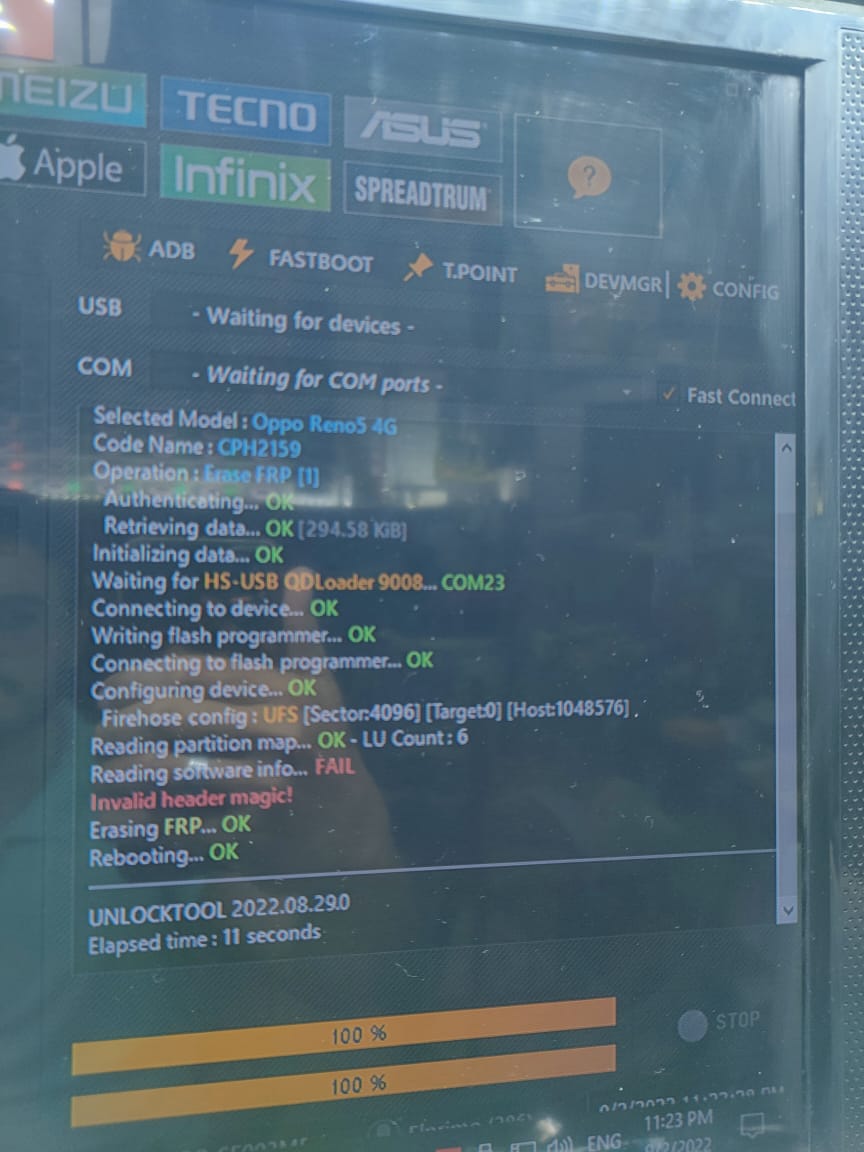 MEIZU TECNO /SUS
Apple Infinix SPREADTRUM ?
ADB FASTBOOT T.POINT DEVMGR CONFIG
USB - Waiting for devices -
COM - Waiting for COM ports - Fast Connect
Selected Model : Oppo Reno5 4G
Code Name : CPH2159
Operation : Erase FRP [1]
Authenticating... OK
Retrieving data... OK [294.58 KiB]
Initializing data... OK
Waiting for HS-USB QDLoader 9008... COM23
Connecting to device... OK
Writing flash programmer... OK
Connecting to flash programmer... OK
Configuring device... OK
Firehose config : UFS [Sector:4096] [Target:0] [Host:1048576]
Reading partition map... OK - LU Count : 6
Reading software info... FAIL
Invalid header magic!
Erasing FRP... OK
Rebooting... OK
UNLOCKTOOL 2022.08.29.0
Elapsed time : 11 seconds
100 % STOP
100 %
11:23 PM
ENG 9/2/2022